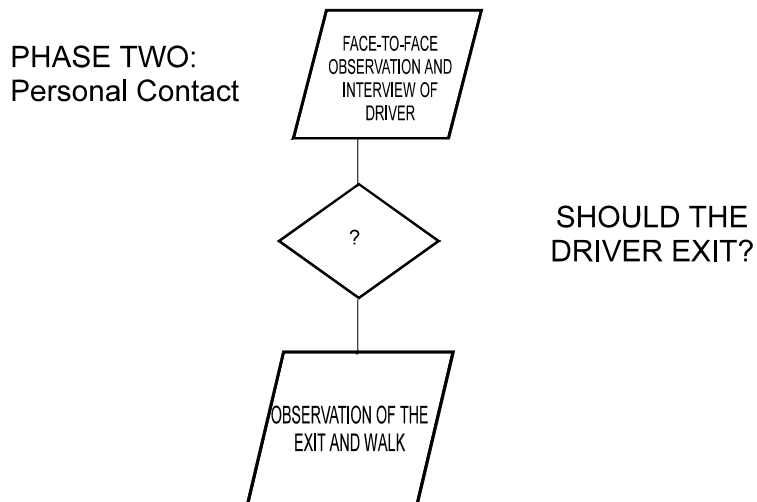 PHASE TWO:
Personal Contact
FACE-TO-FACE
OBSERVATION AND
INTERVIEW OF
DRIVER
?
SHOULD THE
DRIVER EXIT?
OBSERVATION OF THE
EXIT AND WALK